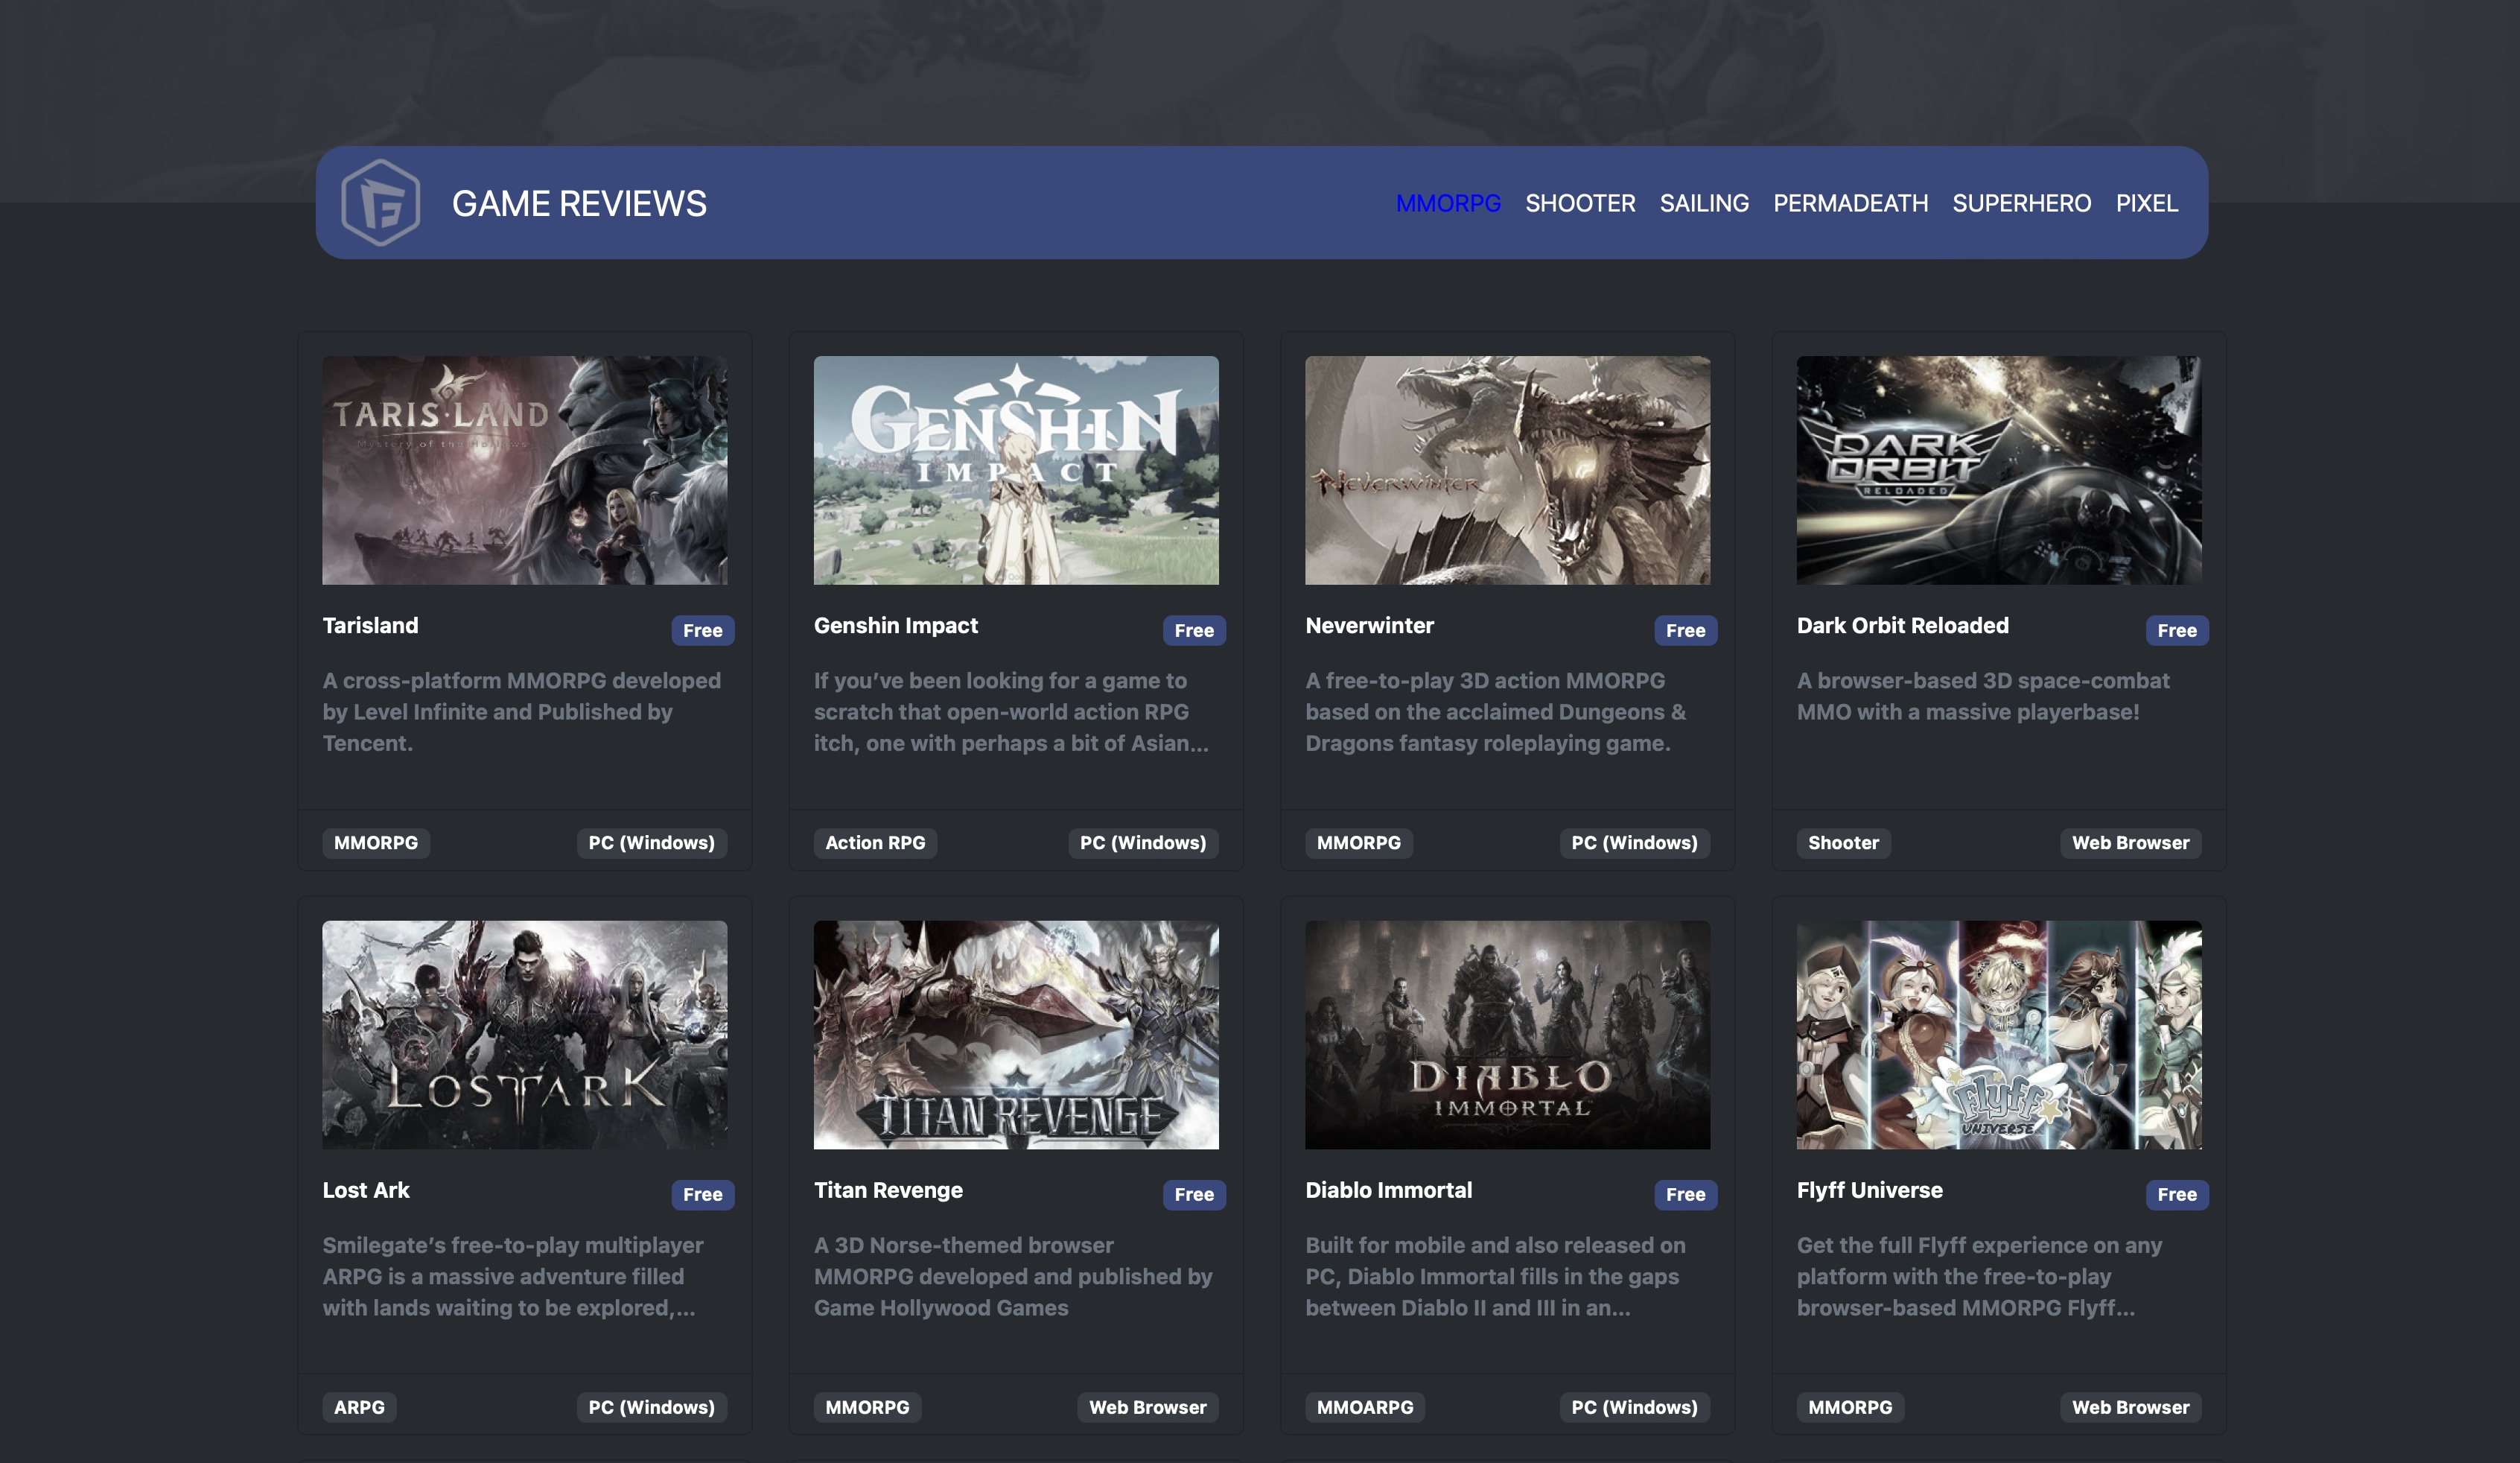 GAME REVIEWS
MMORPG SHOOTER SAILING PERMADEATH SUPERHERO PIXEL
TARIS·LAND
Mystery of the Hollows
Tarisland
Free
A cross-platform MMORPG developed
by Level Infinite and Published by
Tencent.
MMORPG
PC (Windows)
GENSHIN
IMPACT
Genshin Impact
Free
If you’ve been looking for a game to
scratch that open-world action RPG
itch, one with perhaps a bit of Asian...
Action RPG
PC (Windows)
NEVERWINTER
Neverwinter
Free
A free-to-play 3D action MMORPG
based on the acclaimed Dungeons &
Dragons fantasy roleplaying game.
MMORPG
PC (Windows)
DARK
ORBIT
RELOADED
Dark Orbit Reloaded
Free
A browser-based 3D space-combat
MMO with a massive playerbase!
Shooter
Web Browser
LOST ARK
Lost Ark
Free
Smilegate’s free-to-play multiplayer
ARPG is a massive adventure filled
with lands waiting to be explored,...
ARPG
PC (Windows)
TITAN REVENGE
Titan Revenge
Free
A 3D Norse-themed browser
MMORPG developed and published by
Game Hollywood Games
MMORPG
Web Browser
DIABLO
IMMORTAL
Diablo Immortal
Free
Built for mobile and also released on
PC, Diablo Immortal fills in the gaps
between Diablo II and III in an...
MMOARPG
PC (Windows)
Flyff
UNIVERSE
Flyff Universe
Free
Get the full Flyff experience on any
platform with the free-to-play
browser-based MMORPG Flyff...
MMORPG
Web Browser